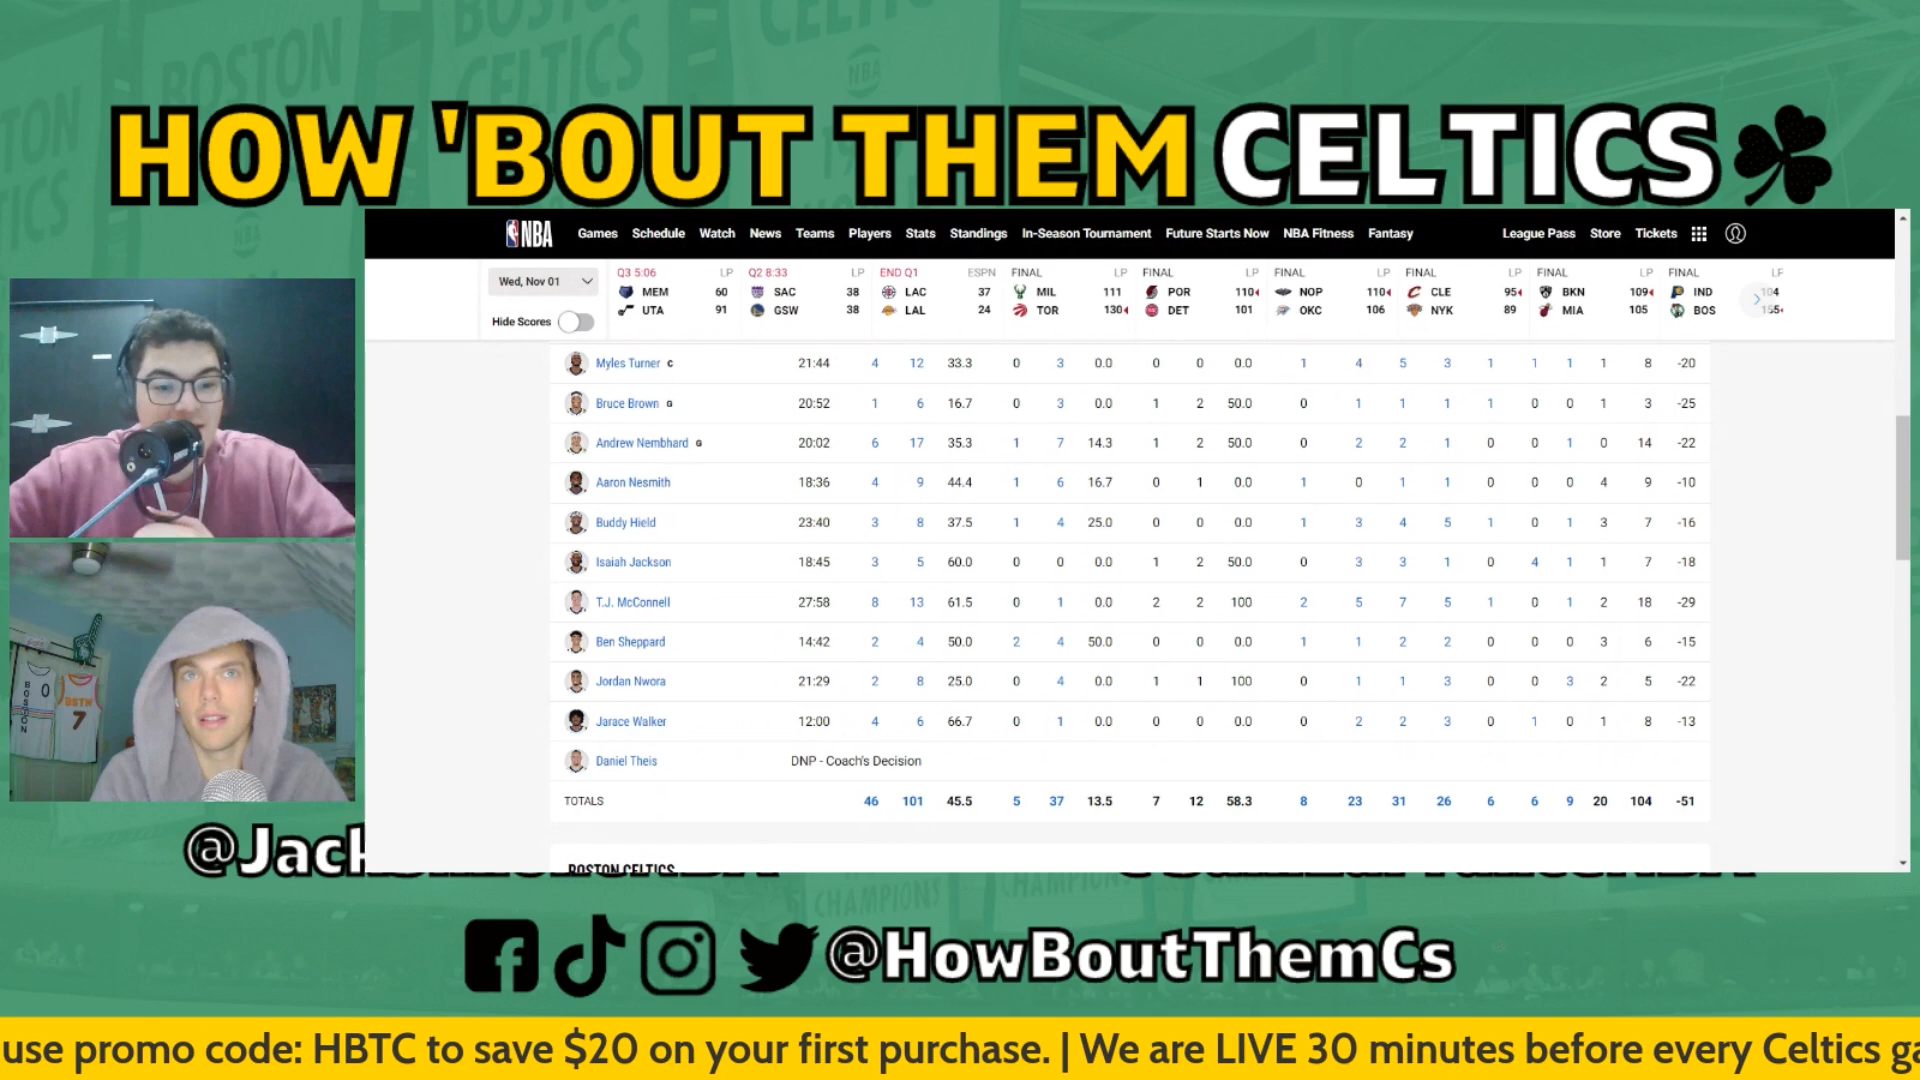 HOW 'BOUT THEM CELTICS
NBA Games Schedule Watch News Teams Players Stats Standings In-Season Tournament Future Starts Now NBA Fitness Fantasy League Pass Store Tickets
Wed, Nov 01
Hide Scores
Q3 5:06 LP
MEM 60
UTA 91
Q2 8:33 LP
SAC 38
GSW 38
END Q1 ESPN
LAC 37
LAL 24
FINAL LP
MIL 111
TOR 130
FINAL LP
POR 110
DET 101
FINAL LP
NOP 110
OKC 106
FINAL LP
CLE 95
NYK 89
FINAL LP
BKN 109
MIA 105
FINAL LP
IND 104
BOS 155
Myles Turner C 21:44 4 12 33.3 0 3 0.0 0 0 0.0 1 4 5 3 1 1 1 1 8 -20
Bruce Brown G 20:52 1 6 16.7 0 3 0.0 1 2 50.0 0 1 1 1 1 0 0 1 3 -25
Andrew Nembhard G 20:02 6 17 35.3 1 7 14.3 1 2 50.0 0 2 2 1 0 0 1 0 14 -22
Aaron Nesmith 18:36 4 9 44.4 1 6 16.7 0 1 0.0 1 0 1 1 0 0 0 4 9 -10
Buddy Hield 23:40 3 8 37.5 1 4 25.0 0 0 0.0 1 3 4 5 1 0 1 3 7 -16
Isaiah Jackson 18:45 3 5 60.0 0 0 0.0 1 2 50.0 0 3 3 1 0 4 1 1 7 -18
T.J. McConnell 27:58 8 13 61.5 0 1 0.0 2 2 100 2 5 7 5 1 0 1 2 18 -29
Ben Sheppard 14:42 2 4 50.0 2 4 50.0 0 0 0.0 1 1 2 2 0 0 0 3 6 -15
Jordan Nwora 21:29 2 8 25.0 0 4 0.0 1 1 100 0 1 1 3 0 0 3 2 5 -22
Jarace Walker 12:00 4 6 66.7 0 1 0.0 0 0 0.0 0 2 2 3 0 1 0 1 8 -13
Daniel Theis DNP - Coach's Decision
TOTALS 46 101 45.5 5 37 13.5 7 12 58.3 8 23 31 26 6 6 9 20 104 -51
BOSTON CELTICS
BOSTON
0
BSTN
7
@Jack
CHAMPIONS
@HowBoutThemCs
use promo code: HBTC to save $20 on your first purchase. | We are LIVE 30 minutes before every Celtics ga